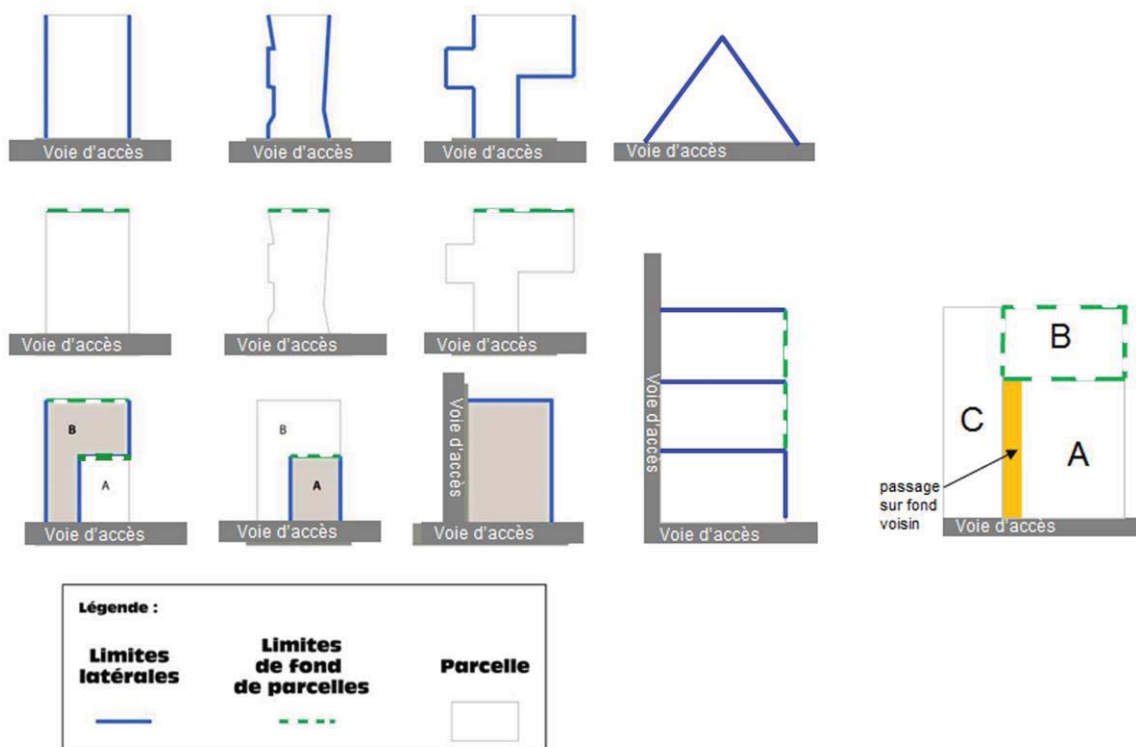 Voie d'accès
Voie d'accès
Voie d'accès
Voie d'accès
Voie d'accès
Voie d'accès
Voie d'accès
Voie d'accès
B
C
A
passage
sur fond
voisin
Voie d'accès
B
A
Voie d'accès
B
A
Voie d'accès
Voie d'accès
Voie d'accès
Légende :
Limites
latérales
Limites
de fond
de parcelles
Parcelle